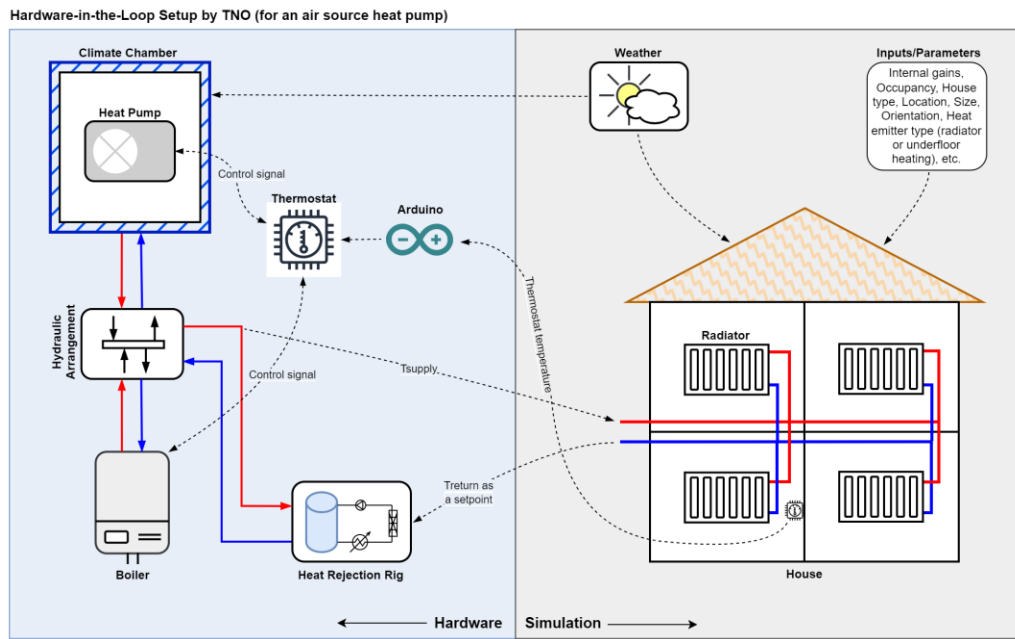 Hardware-in-the-Loop Setup by TNO (for an air source heat pump)
Climate Chamber
Heat Pump
Control signal
Thermostat
Arduino
Weather
Inputs/Parameters
Internal gains,
Occupancy, House
type, Location, Size,
Orientation, Heat
emitter type (radiator
or underfloor
heating), etc.
Hydraulic
Arrangement
Control signal
Tsupply
Thermostat temperature
Radiator
Treturn as
a setpoint
Boiler
Heat Rejection Rig
House
Hardware
Simulation